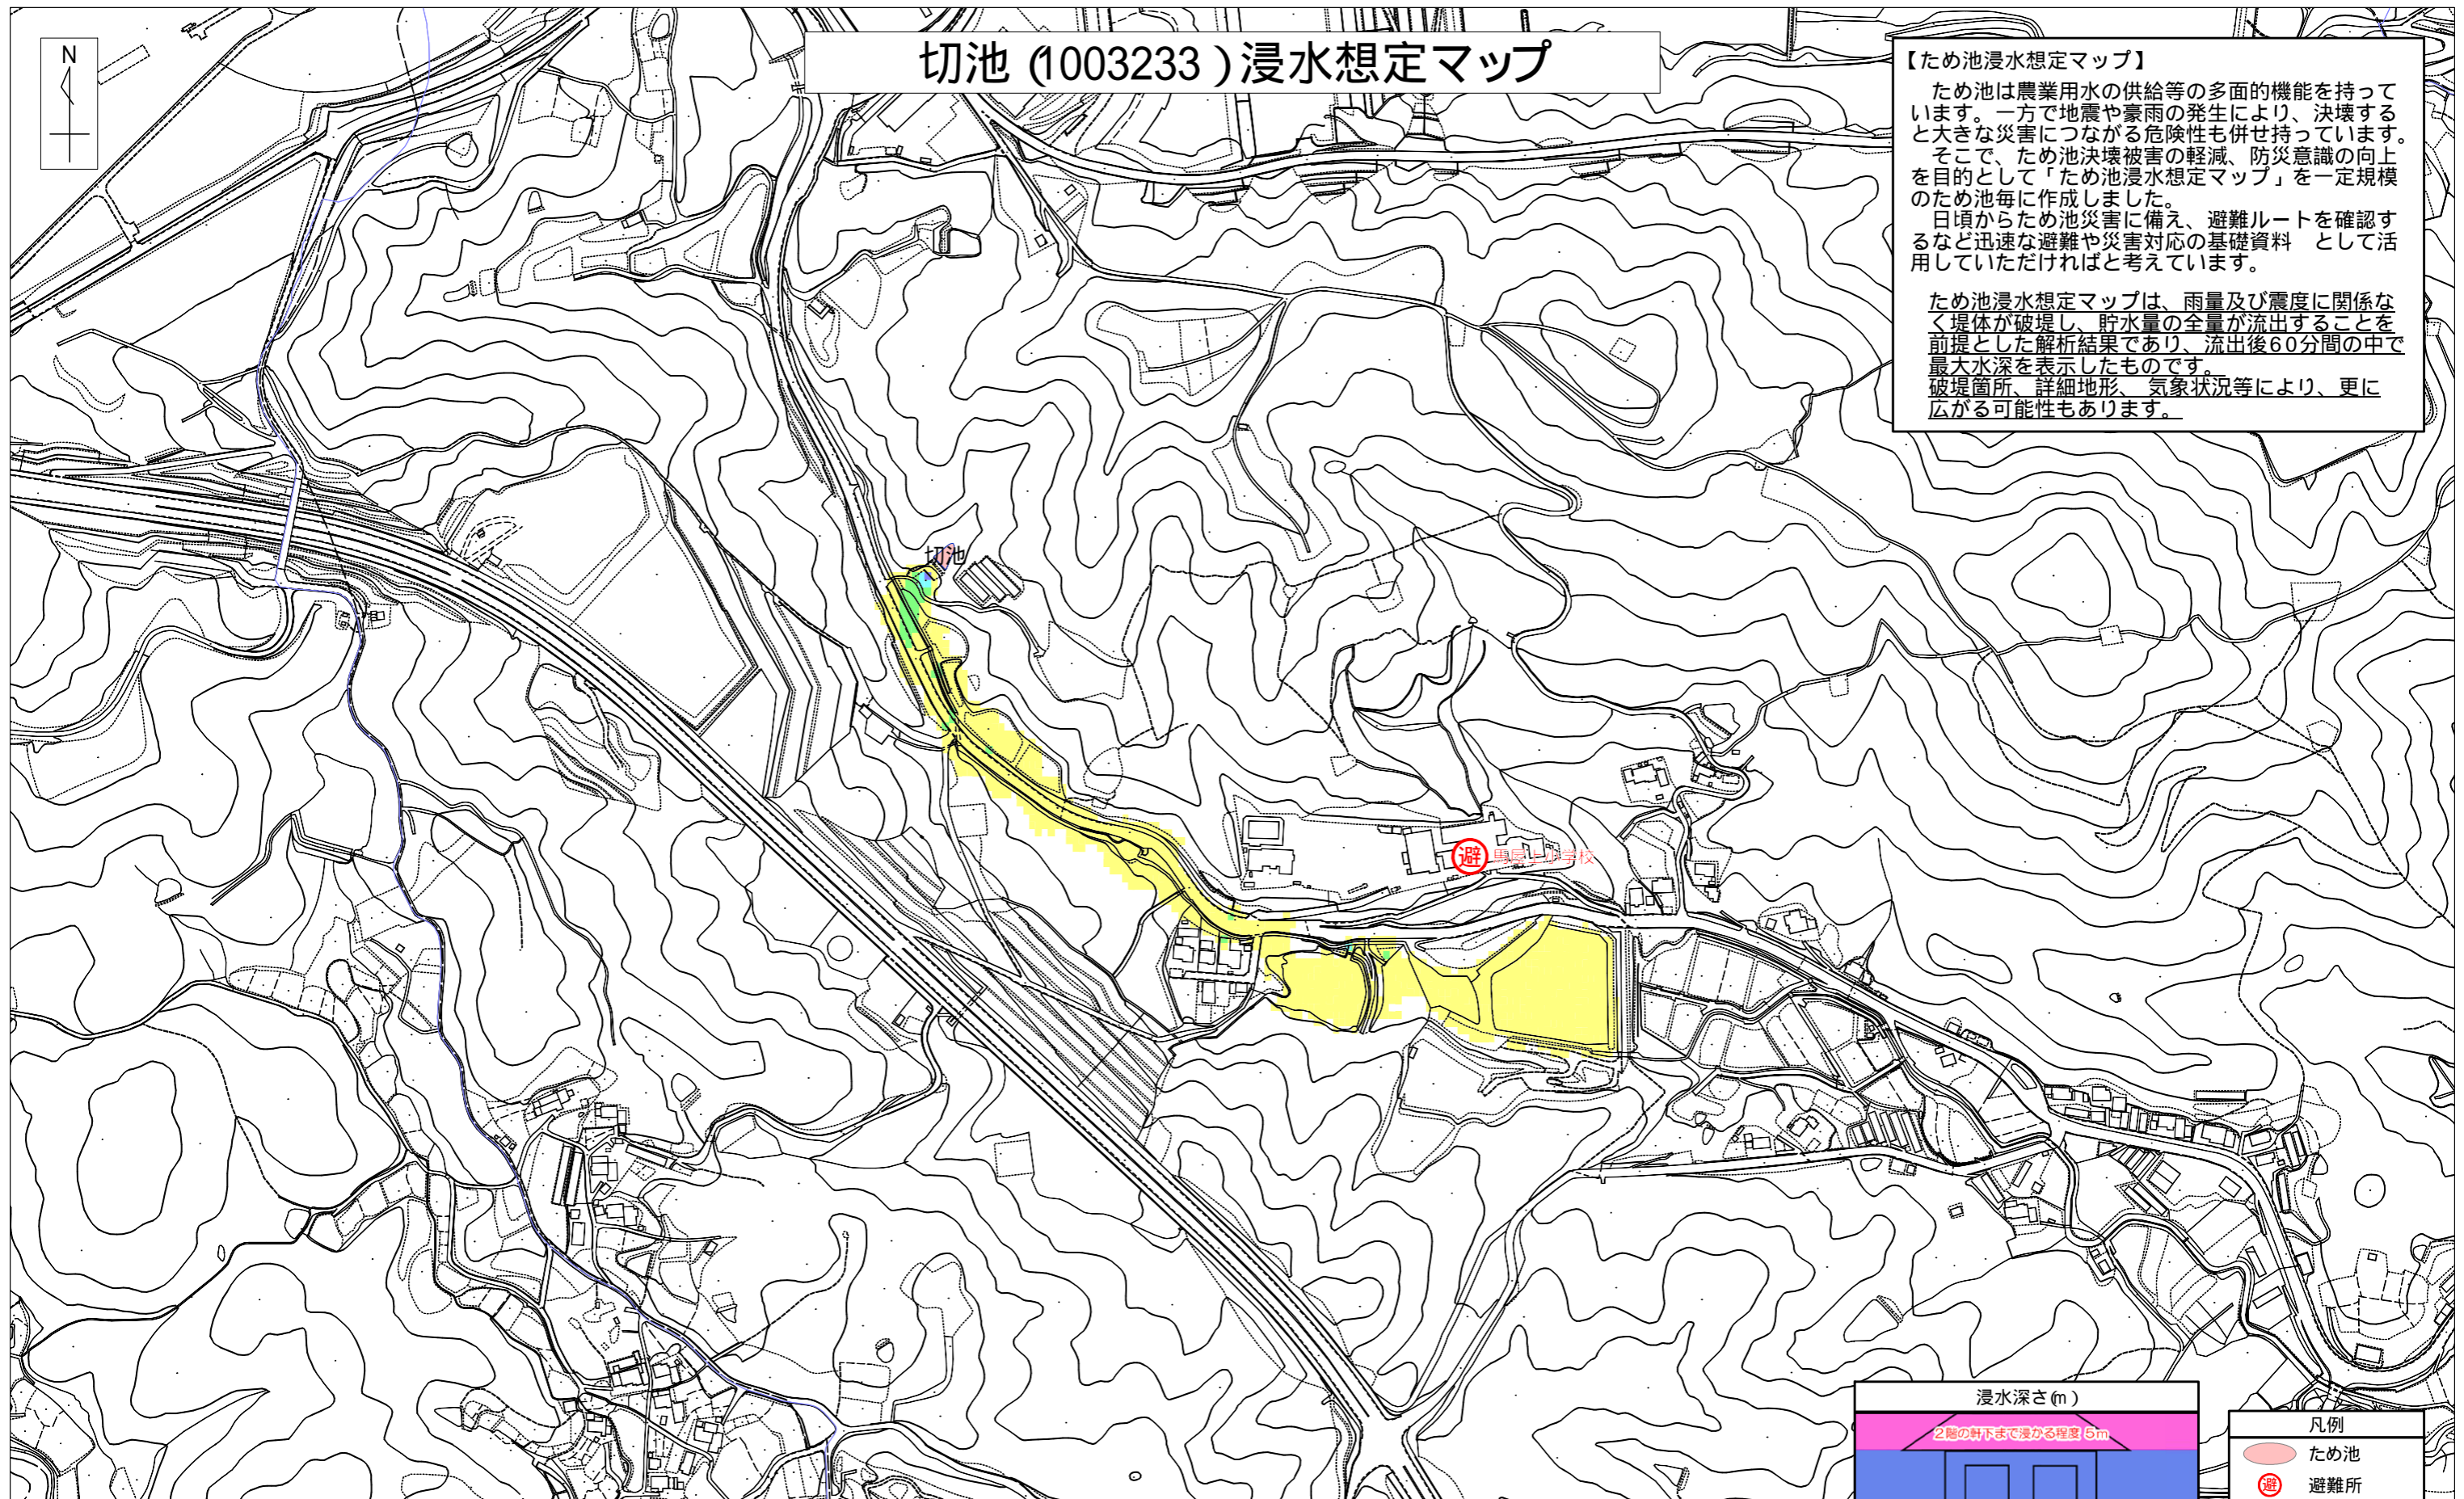 N
切池 (1003233 ) 浸水想定マップ
【ため池浸水想定マップ】
ため池は農業用水の供給等の多面的機能を持って
います。一方で地震や豪雨の発生により、決壊する
と大きな災害につながる危険性も併せ持っています。
そこで、ため池決壊被害の軽減、防災意識の向上
を目的として「ため池浸水想定マップ」を一定規模
のため池毎に作成しました。
日頃からため池災害に備え、避難ルートを確認す
るなど迅速な避難や災害対応の基礎資料　として活
用していただければと考えています。
ため池浸水想定マップは、雨量及び震度に関係な
く堤体が破堤し、貯水量の全量が流出することを
前提とした解析結果であり、流出後60分間の中で
最大水深を表示したものです。
破堤箇所、詳細地形、気象状況等により、更に
広がる可能性もあります。
切池
避 馬屋上小学校
浸水深さ(m)
2階の軒下まで浸かる程度 5m
凡例
ため池
避 避難所